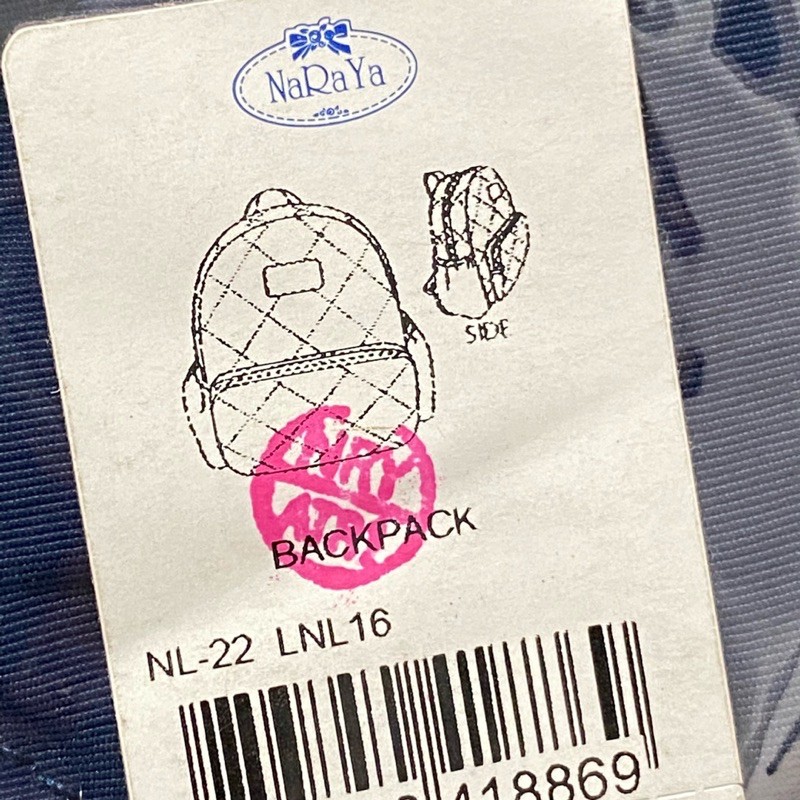 NaRaYa
SIDE
BACKPACK
NL-22 LNL16
418869